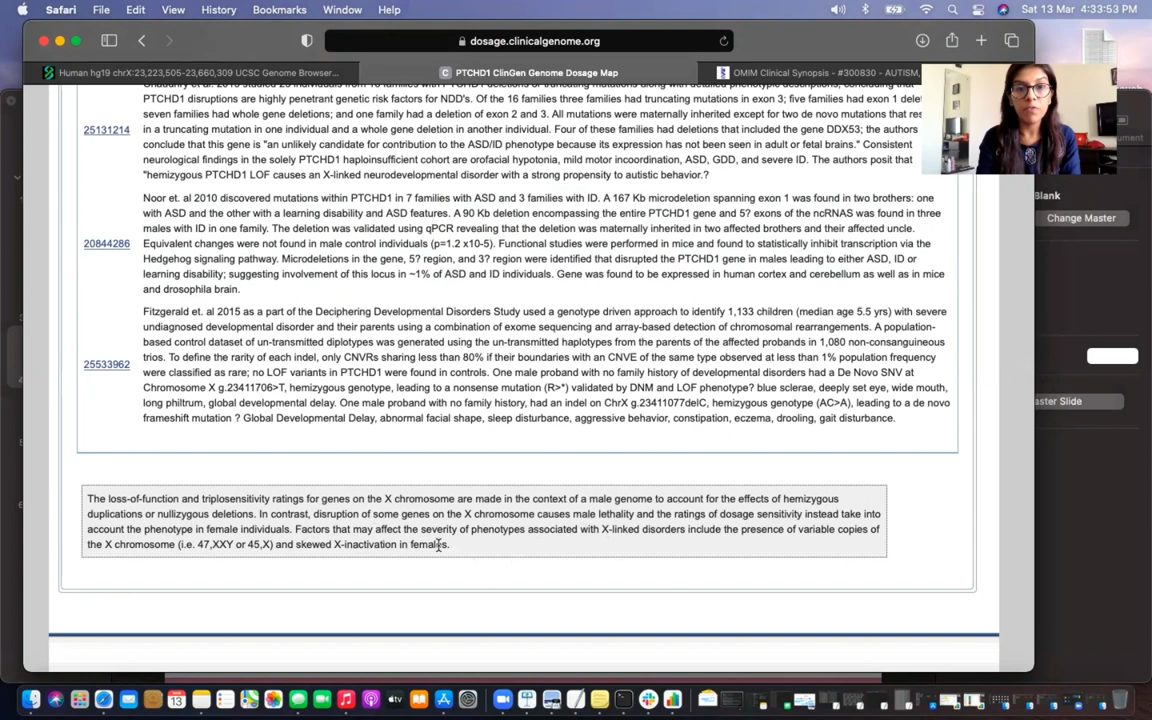 Safari File Edit View History Bookmarks Window Help Sat 13 Mar 4:33:53 PM
dosage.clinicalgenome.org
Human hg19 chrX:23,223,505-23,660,309 UCSC Genome Browser... PTCHD1 ClinGen Genome Dosage Map OMIM Clinical Synopsis - #300830 - AUTISM,
PTCHD1 disruptions are highly penetrant genetic risk factors for NDD's. Of the 16 families three families had truncating mutations in exon 3; five families had exon 1 delet
seven families had whole gene deletions; and one family had a deletion of exon 2 and 3. All mutations were maternally inherited except for two de novo mutations that res
25131214 in a truncating mutation in one individual and a whole gene deletion in another individual. Four of these families had deletions that included the gene DDX53; the authors
conclude that this gene is "an unlikely candidate for contribution to the ASD/ID phenotype because its expression has not been seen in adult or fetal brains." Consistent
neurological findings in the solely PTCHD1 haploinsufficient cohort are orofacial hypotonia, mild motor incoordination, ASD, GDD, and severe ID. The authors posit that
"hemizygous PTCHD1 LOF causes an X-linked neurodevelopmental disorder with a strong propensity to autistic behavior.?
Noor et. al 2010 discovered mutations within PTCHD1 in 7 families with ASD and 3 families with ID. A 167 Kb microdeletion spanning exon 1 was found in two brothers: one
with ASD and the other with a learning disability and ASD features. A 90 Kb deletion encompassing the entire PTCHD1 gene and 5? exons of the ncRNAS was found in three
males with ID in one family. The deletion was validated using qPCR revealing that the deletion was maternally inherited in two affected brothers and their affected uncle.
20844286 Equivalent changes were not found in male control individuals (p=1.2 x10-5). Functional studies were performed in mice and found to statistically inhibit transcription via the
Hedgehog signaling pathway. Microdeletions in the gene, 5? region, and 3? region were identified that disrupted the PTCHD1 gene in males leading to either ASD, ID or
learning disability; suggesting involvement of this locus in ~1% of ASD and ID individuals. Gene was found to be expressed in human cortex and cerebellum as well as in mice
and drosophila brain.
Fitzgerald et. al 2015 as a part of the Deciphering Developmental Disorders Study used a genotype driven approach to identify 1,133 children (median age 5.5 yrs) with severe
undiagnosed developmental disorder and their parents using a combination of exome sequencing and array-based detection of chromosomal rearrangements. A population-
based control dataset of un-transmitted diplotypes was generated using the un-transmitted haplotypes from the parents of the affected probands in 1,080 non-consanguineous
trios. To define the rarity of each indel, only CNVRs sharing less than 80% if their boundaries with an CNVE of the same type observed at less than 1% population frequency
25533962 were classified as rare; no LOF variants in PTCHD1 were found in controls. One male proband with no family history of developmental disorders had a De Novo SNV at
Chromosome X g.23411706>T, hemizygous genotype, leading to a nonsense mutation (R>*) validated by DNM and LOF phenotype? blue sclerae, deeply set eye, wide mouth,
long philtrum, global developmental delay. One male proband with no family history, had an indel on ChrX g.23411077delC, hemizygous genotype (AC>A), leading to a de novo
frameshift mutation ? Global Developmental Delay, abnormal facial shape, sleep disturbance, aggressive behavior, constipation, eczema, drooling, gait disturbance.
The loss-of-function and triplosensitivity ratings for genes on the X chromosome are made in the context of a male genome to account for the effects of hemizygous
duplications or nullizygous deletions. In contrast, disruption of some genes on the X chromosome causes male lethality and the ratings of dosage sensitivity instead take into
account the phenotype in female individuals. Factors that may affect the severity of phenotypes associated with X-linked disorders include the presence of variable copies of
the X chromosome (i.e. 47,XXY or 45,X) and skewed X-inactivation in females.
Blank
Change Master